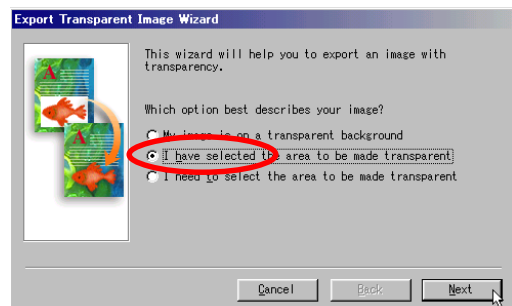 Export Transparent Image Wizard
A
A
This wizard will help you to export an image with
transparency.
Which option best describes your image?
My image is on a transparent background
I have selected the area to be made transparent
I need to select the area to be made transparent
Cancel
Back
Next